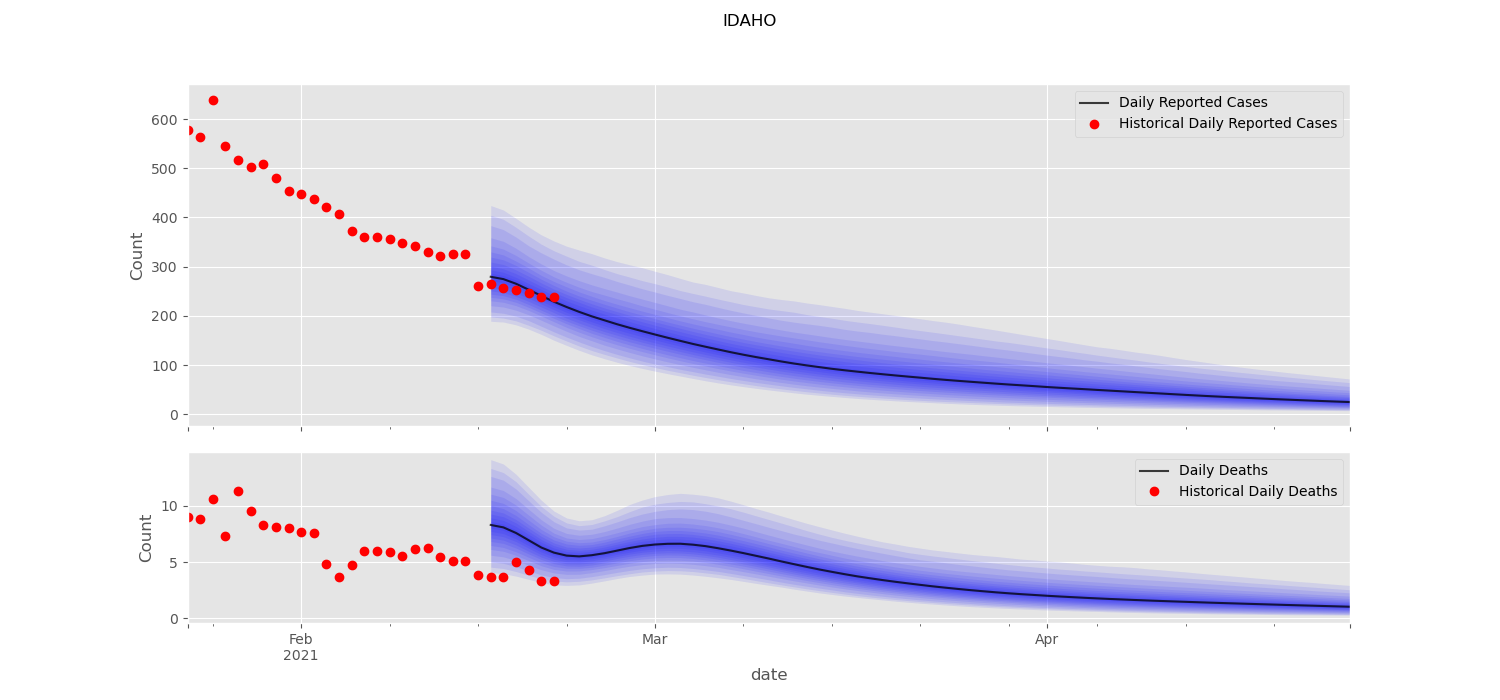 IDAHO
Daily Reported Cases
Historical Daily Reported Cases
600
500
400
300
200
100
0
Count
Daily Deaths
Historical Daily Deaths
10
5
0
Count
Feb
2021
Mar
Apr
date